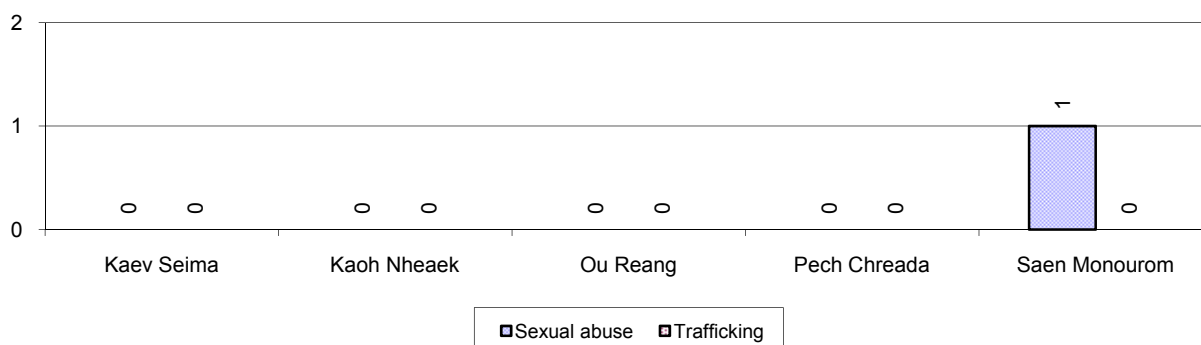 2
1
0
0 0 0 0 0 0 0 0 1 0
Kaev Seima Kaoh Nheaek Ou Reang Pech Chreada Saen Monourom
Sexual abuse Trafficking